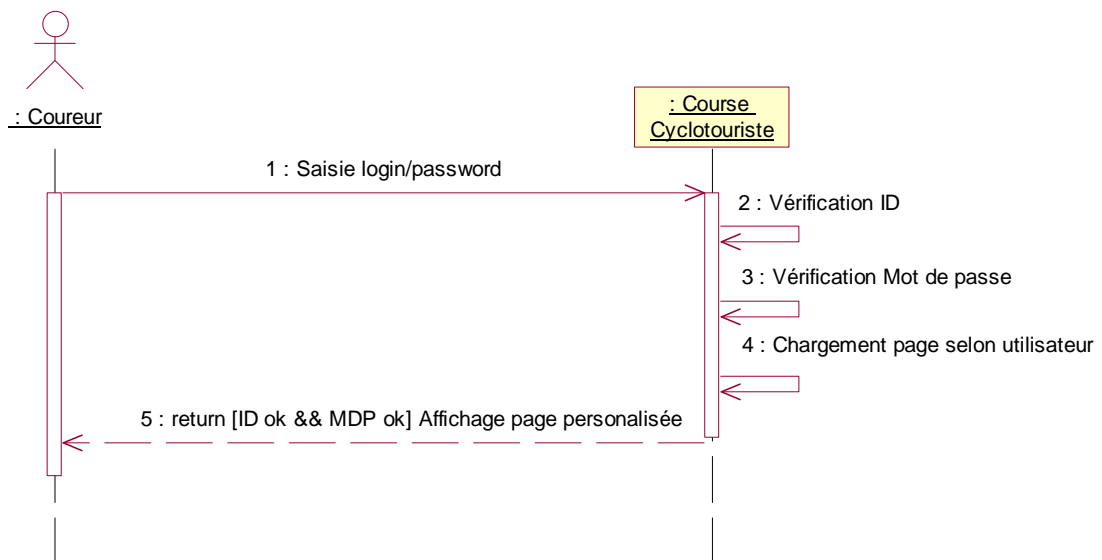 : Coureur
: Course
Cyclotouriste
1 : Saisie login/password
2 : Vérification ID
3 : Vérification Mot de passe
4 : Chargement page selon utilisateur
5 : return [ID ok && MDP ok] Affichage page personalisée